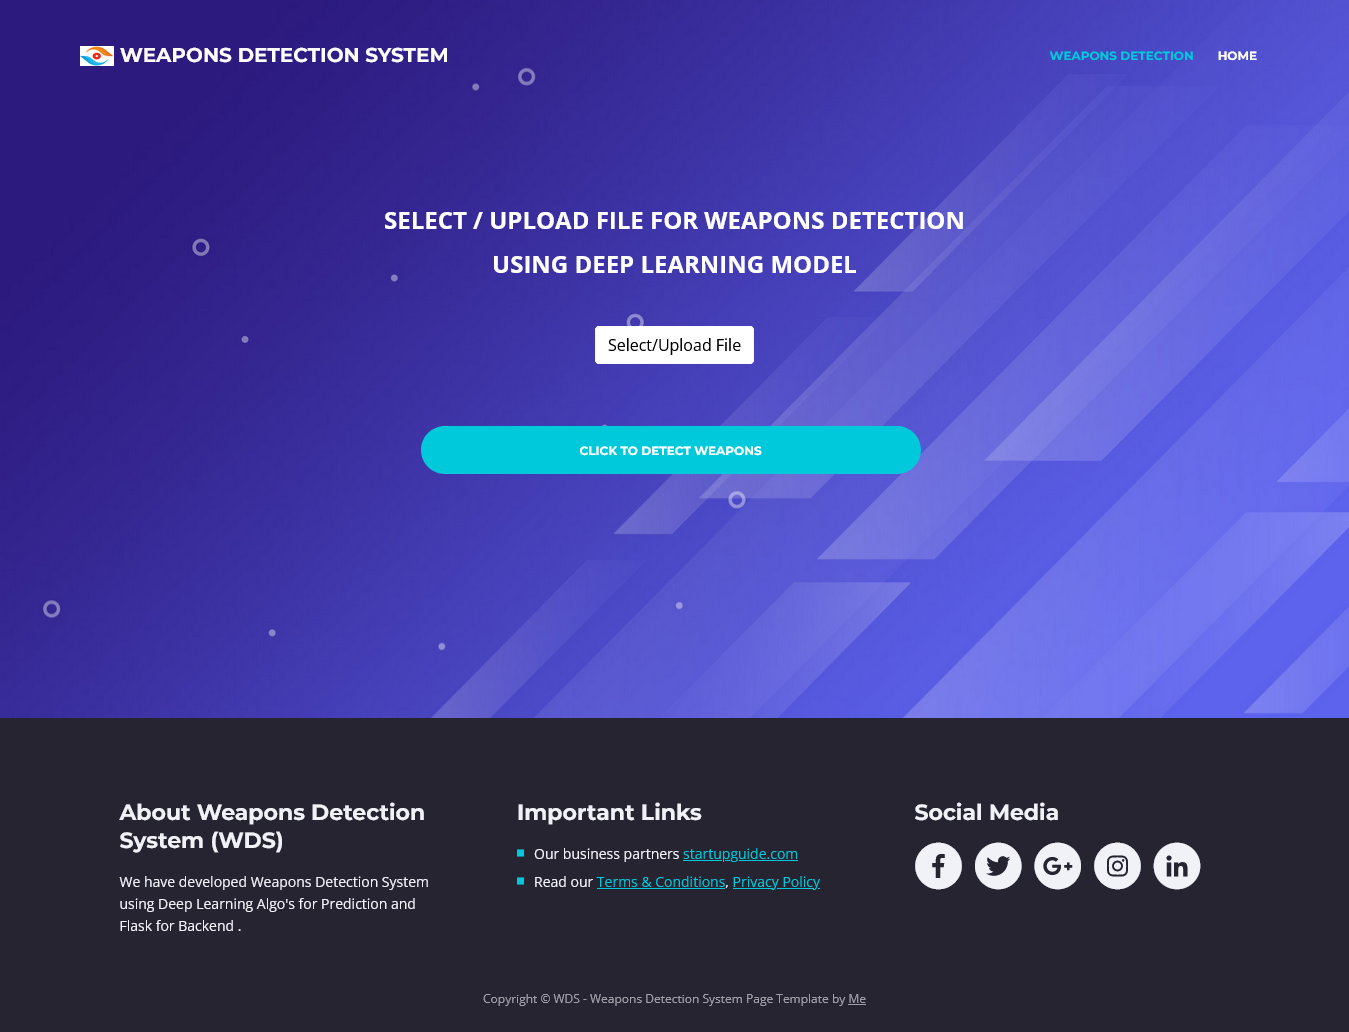 WEAPONS DETECTION SYSTEM
WEAPONS DETECTION HOME
SELECT / UPLOAD FILE FOR WEAPONS DETECTION
USING DEEP LEARNING MODEL
Select/Upload File
CLICK TO DETECT WEAPONS
About Weapons Detection
System (WDS)
We have developed Weapons Detection System
using Deep Learning Algo's for Prediction and
Flask for Backend .
Important Links
Our business partners startupguide.com
Read our Terms & Conditions, Privacy Policy
Social Media
Copyright © WDS - Weapons Detection System Page Template by Me